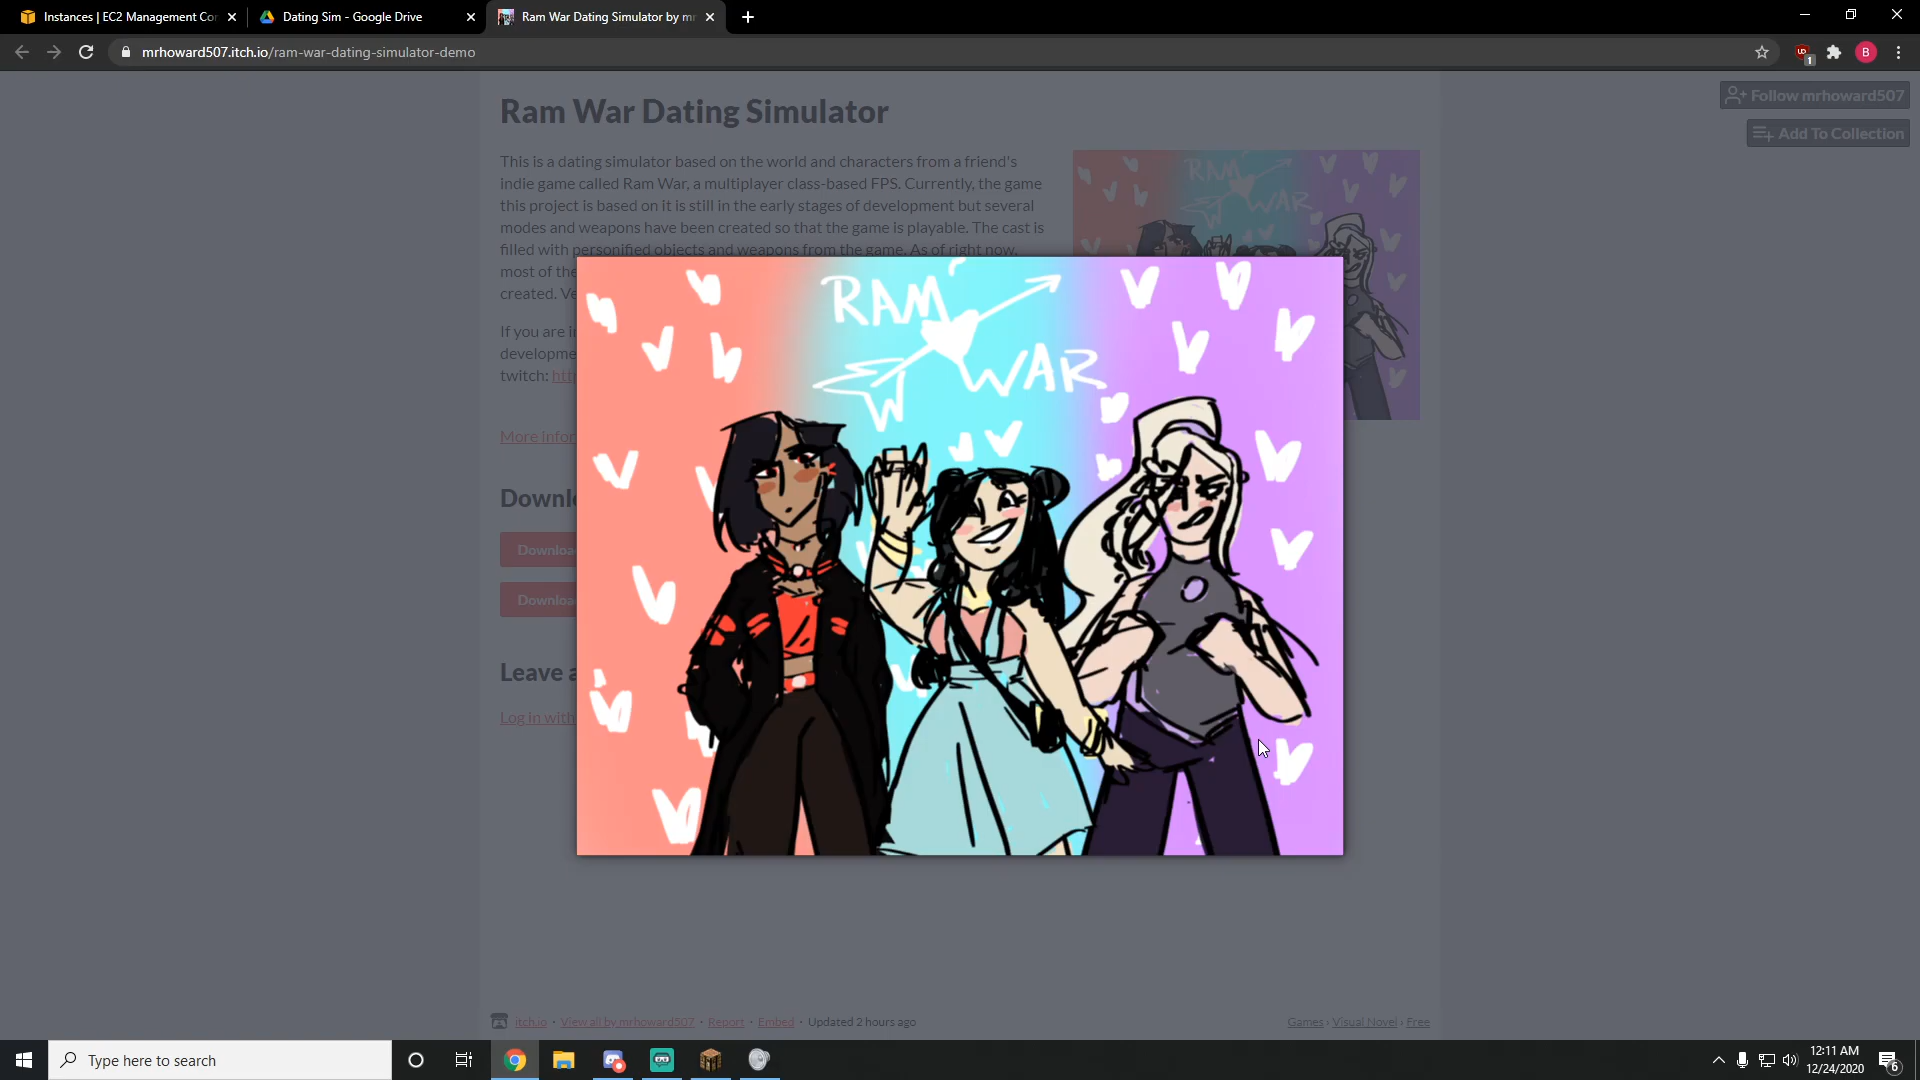 Instances | EC2 Management Con
Dating Sim - Google Drive
Ram War Dating Simulator by mr
mrhoward507.itch.io/ram-war-dating-simulator-demo
B
Ram War Dating Simulator
Follow mrhoward507
Add To Collection
This is a dating simulator based on the world and characters from a friend's
indie game called Ram War, a multiplayer class-based FPS. Currently, the game
this project is based on it is still in the early stages of development but several
modes and weapons have been created so that the game is playable. The cast is
filled with personified objects and weapons from the game. As of right now,
most of the
created. Ve
If you are i
developme
twitch: http
More Infor
Downl
Downloa
Downloa
Leave a
Log in with
RAM
WAR
RAM
WAR
itch.io · View all by mrhoward507 · Report · Embed · Updated 2 hours ago
Games › Visual Novel › Free
Type here to search
12:11 AM
12/24/2020
6